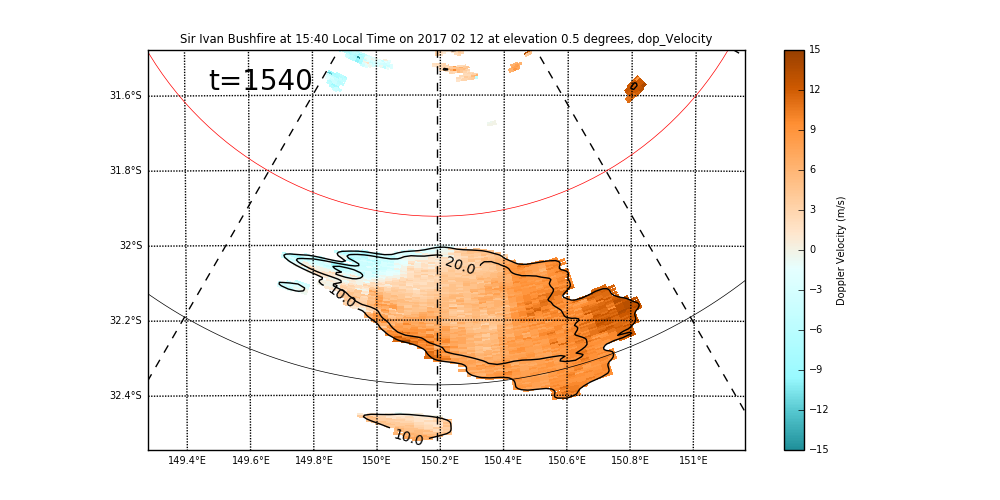 Sir Ivan Bushfire at 15:40 Local Time on 2017 02 12 at elevation 0.5 degrees, dop_Velocity
t=1540
31.6°S
31.8°S
32°S
32.2°S
32.4°S
20.0
10.0
10.0
149.4°E 149.6°E 149.8°E 150°E 150.2°E 150.4°E 150.6°E 150.8°E 151°E
15
12
9
6
3
0
−3
−6
−9
−12
−15
Doppler Velocity (m/s)